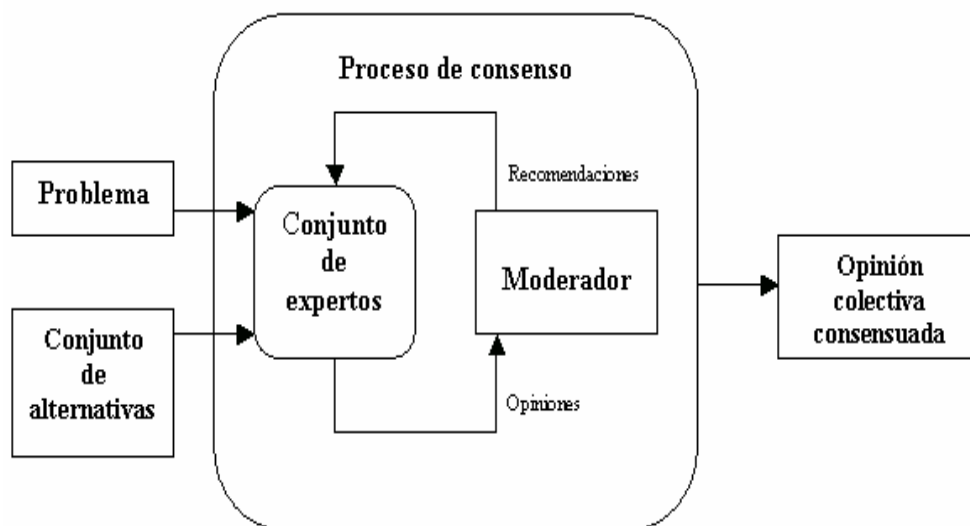 Proceso de consenso
Recomendaciones
Problema
Conjunto
de
expertos
Moderador
Opinión
colectiva
consensuada
Conjunto
de
alternativas
Opiniones